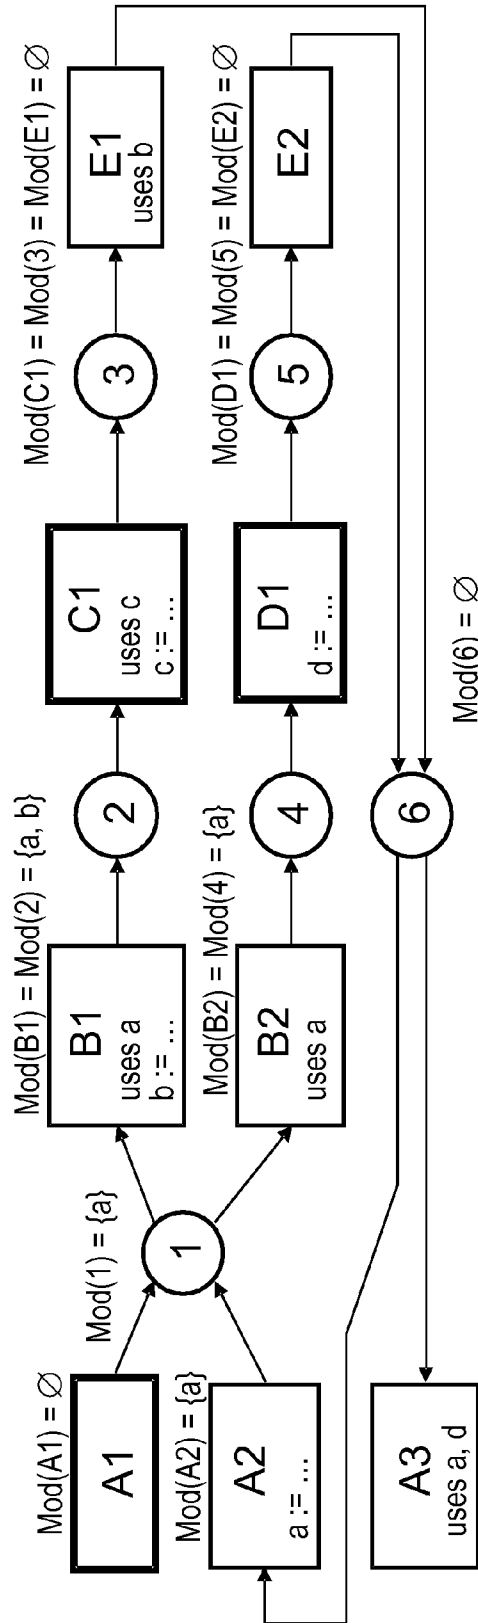 Mod(A1) = ∅
A1
Mod(A2) = {a}
A2
a := ...
A3
uses a, d
Mod(1) = {a}
1
Mod(B1) = Mod(2) = {a, b}
B1
uses a
b := ...
Mod(B2) = Mod(4) = {a}
B2
uses a
2
4
6
Mod(6) = ∅
C1
uses c
c := ...
D1
d := ...
Mod(C1) = Mod(3) = Mod(E1) = ∅
3
E1
uses b
Mod(D1) = Mod(5) = Mod(E2) = ∅
5
E2